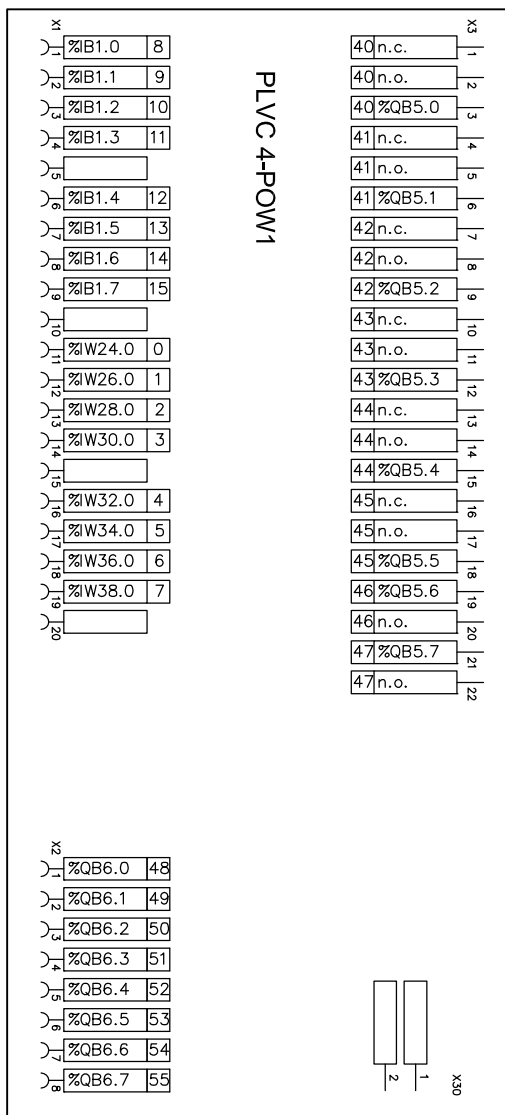 X1
1 %IB1.0 8
2 %IB1.1 9
3 %IB1.2 10
4 %IB1.3 11
5
6 %IB1.4 12
7 %IB1.5 13
8 %IB1.6 14
9 %IB1.7 15
10
11 %IW24.0 0
12 %IW26.0 1
13 %IW28.0 2
14 %IW30.0 3
15
16 %IW32.0 4
17 %IW34.0 5
18 %IW36.0 6
19 %IW38.0 7
20
PLVC 4-POW1
X3
40 n.c. 1
40 n.o. 2
40 %QB5.0 3
41 n.c. 4
41 n.o. 5
41 %QB5.1 6
42 n.c. 7
42 n.o. 8
42 %QB5.2 9
43 n.c. 10
43 n.o. 11
43 %QB5.3 12
44 n.c. 13
44 n.o. 14
44 %QB5.4 15
45 n.c. 16
45 n.o. 17
45 %QB5.5 18
46 %QB5.6 19
46 n.o. 20
47 %QB5.7 21
47 n.o. 22
X2
1 %QB6.0 48
2 %QB6.1 49
3 %QB6.2 50
4 %QB6.3 51
5 %QB6.4 52
6 %QB6.5 53
7 %QB6.6 54
8 %QB6.7 55
X30
2 1